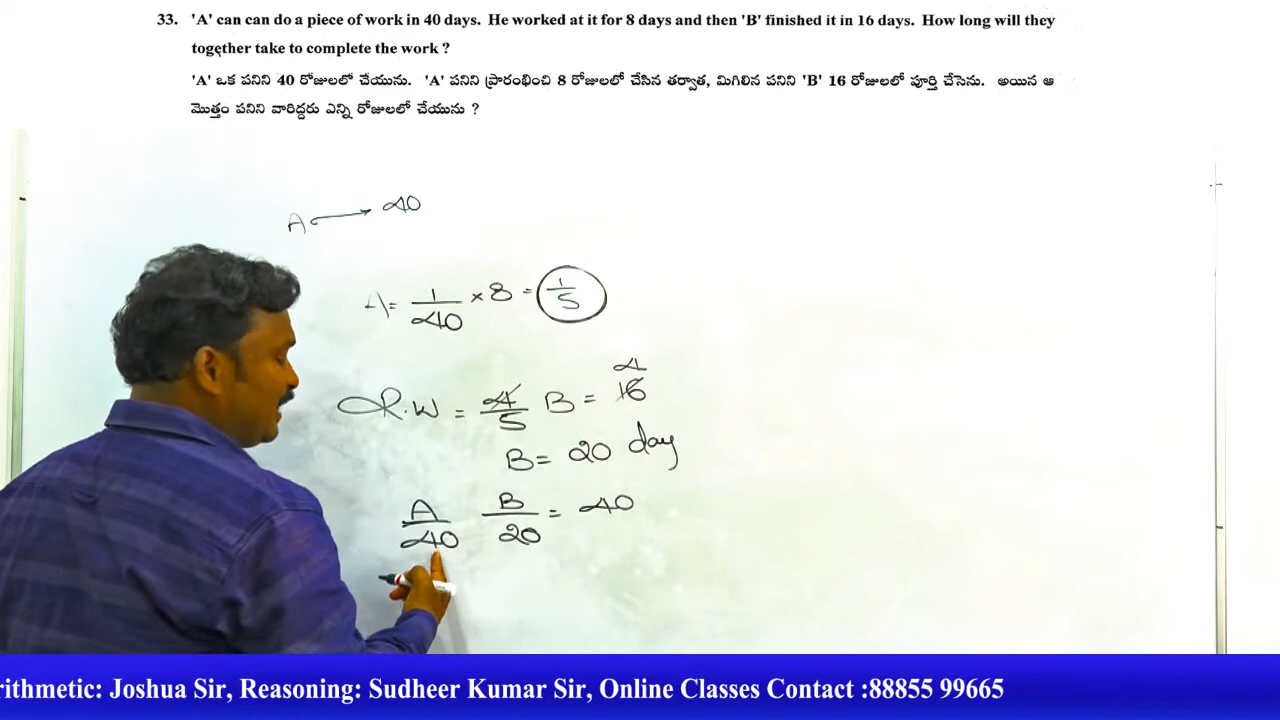 33. 'A' can can do a piece of work in 40 days. He worked at it for 8 days and then 'B' finished it in 16 days. How long will they
together take to complete the work ?
'A' ఒక పనిని 40 రోజులలో చేయును. 'A' పనిని ప్రారంభించి 8 రోజులలో చేసిన తర్వాత, మిగిలిన పనిని 'B' 16 రోజులలో పూర్తి చేసెను. అయిన ఆ
మొత్తం పనిని వారిద్దరు ఎన్ని రోజులలో చేయును ?
A → 40
A = 1/40 × 8 = 1/5
R.W = 4/5 B = 16 4
B = 20 day
A/40 B/20 = 40
rithmetic: Joshua Sir, Reasoning: Sudheer Kumar Sir, Online Classes Contact :88855 99665